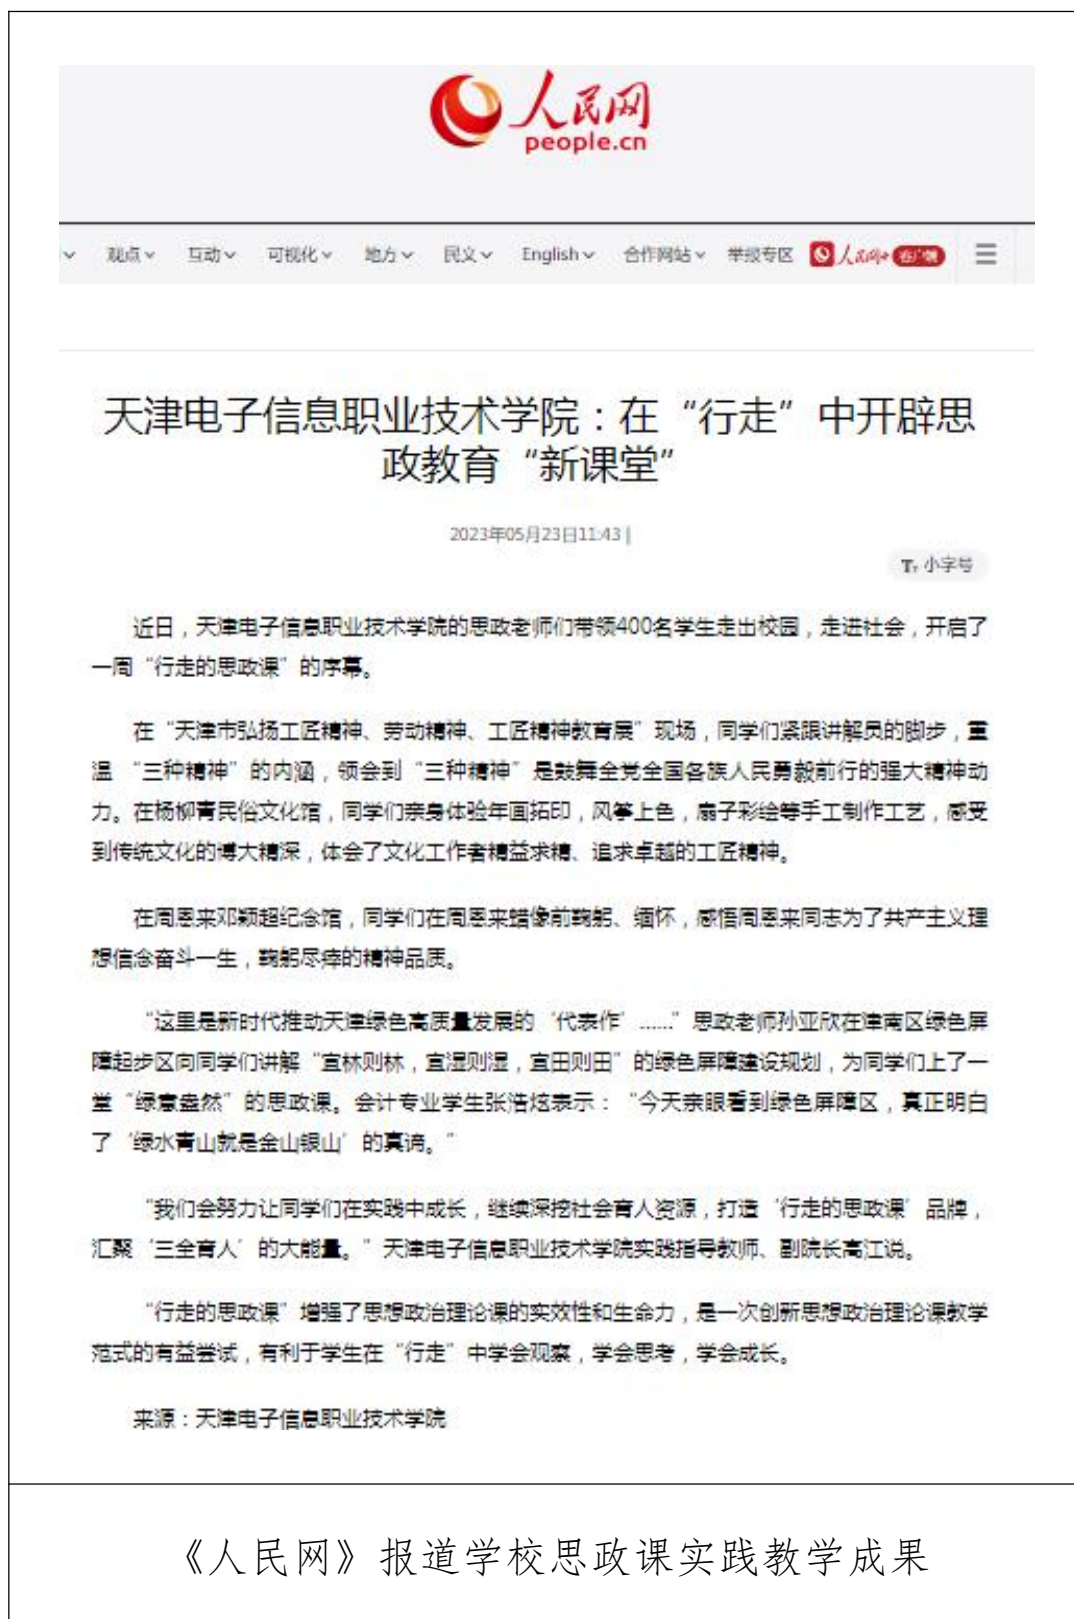 人民网
people.cn
观点 互动 可视化 地方 民义 English 合作网站 举报专区 人民网+ 客户端
天津电子信息职业技术学院：在“行走”中开辟思
政教育“新课堂”
2023年05月23日11:43 |
小字号
近日，天津电子信息职业技术学院的思政老师们带领400名学生走出校园，走进社会，开启了
一周“行走的思政课”的序幕。
在“天津市弘扬工匠精神、劳动精神、工匠精神教育展”现场，同学们紧跟讲解员的脚步，重
温 “三种精神”的内涵，领会到“三种精神”是鼓舞全党全国各族人民勇毅前行的强大精神动
力。在杨柳青民俗文化馆，同学们亲身体验年画拓印，风筝上色，扇子彩绘等手工制作工艺，感受
到传统文化的博大精深，体会了文化工作者精益求精、追求卓越的工匠精神。
在周恩来邓颖超纪念馆，同学们在周恩来蜡像前鞠躬、缅怀，感悟周恩来同志为了共产主义理
想信念奋斗一生，鞠躬尽瘁的精神品质。
“这里是新时代推动天津绿色高质量发展的‘代表作’……”思政老师孙亚欣在津南区绿色屏
障起步区向同学们讲解“宜林则林，宜湿则湿，宜田则田”的绿色屏障建设规划，为同学们上了一
堂“绿意盎然”的思政课。会计专业学生张浩炫表示：“今天亲眼看到绿色屏障区，真正明白
了‘绿水青山就是金山银山’的真谛。”
“我们会努力让同学们在实践中成长，继续深挖社会育人资源，打造‘行走的思政课’品牌，
汇聚‘三全育人’的大能量。”天津电子信息职业技术学院实践指导教师、副院长高江说。
“行走的思政课”增强了思想政治理论课的实效性和生命力，是一次创新思想政治理论课教学
范式的有益尝试，有利于学生在“行走”中学会观察，学会思考，学会成长。
来源：天津电子信息职业技术学院
《人民网》报道学校思政课实践教学成果